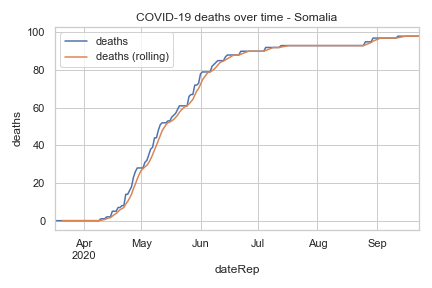 COVID-19 deaths over time - Somalia
deaths
deaths (rolling)
100
80
60
40
20
0
deaths
Apr
2020
May
Jun
Jul
Aug
Sep
dateRep